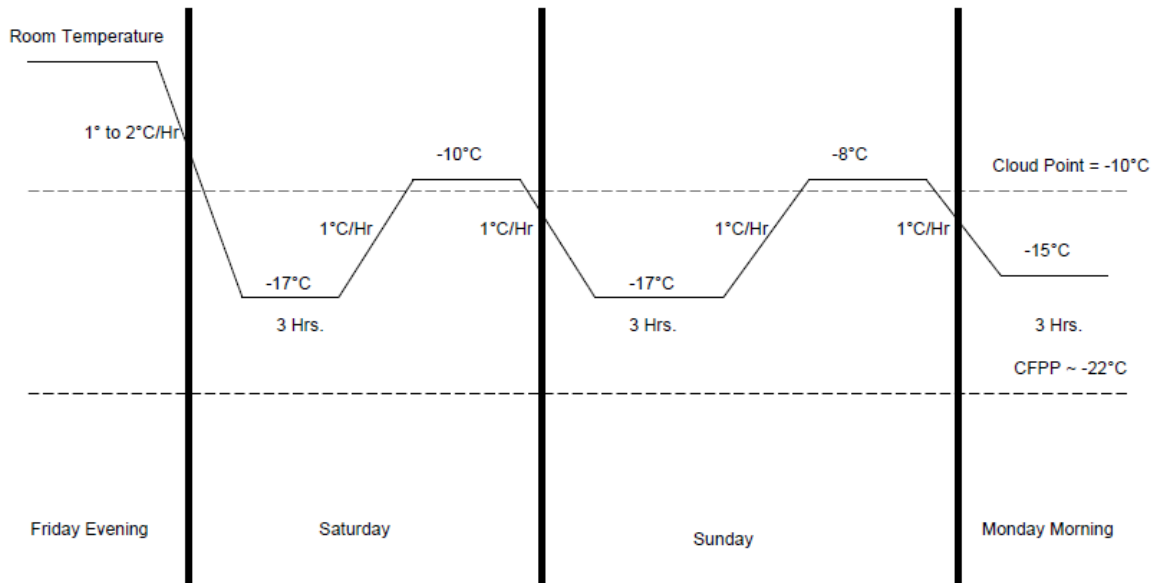 Room Temperature
1° to 2°C/Hr
-10°C
-8°C
Cloud Point = -10°C
1°C/Hr
1°C/Hr
1°C/Hr
1°C/Hr
-17°C
-17°C
-15°C
3 Hrs.
3 Hrs.
3 Hrs.
CFPP ~ -22°C
Friday Evening
Saturday
Sunday
Monday Morning